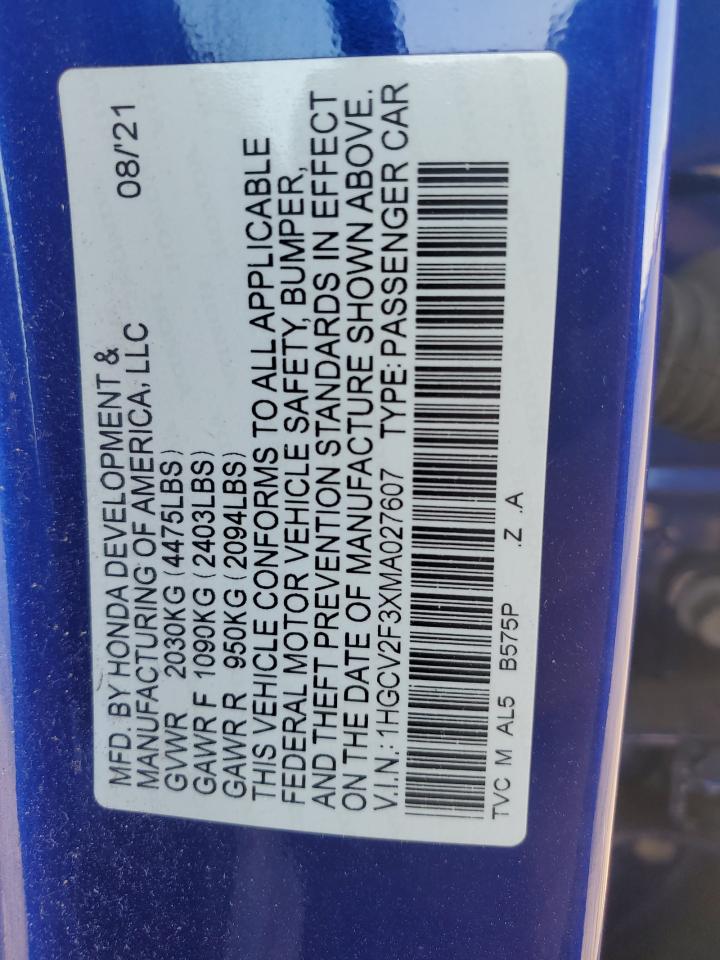 MFD. BY HONDA DEVELOPMENT & 08/'21
MANUFACTURING OF AMERICA, LLC
GVWR 2030KG (4475LBS)
GAWR F 1090KG (2403LBS)
GAWR R 950KG (2094LBS)
THIS VEHICLE CONFORMS TO ALL APPLICABLE
FEDERAL MOTOR VEHICLE SAFETY, BUMPER,
AND THEFT PREVENTION STANDARDS IN EFFECT
ON THE DATE OF MANUFACTURE SHOWN ABOVE.
V.I.N.: 1HGCV2F3XMA027607 TYPE: PASSENGER CAR
TVC M AL5 B575P .Z .A